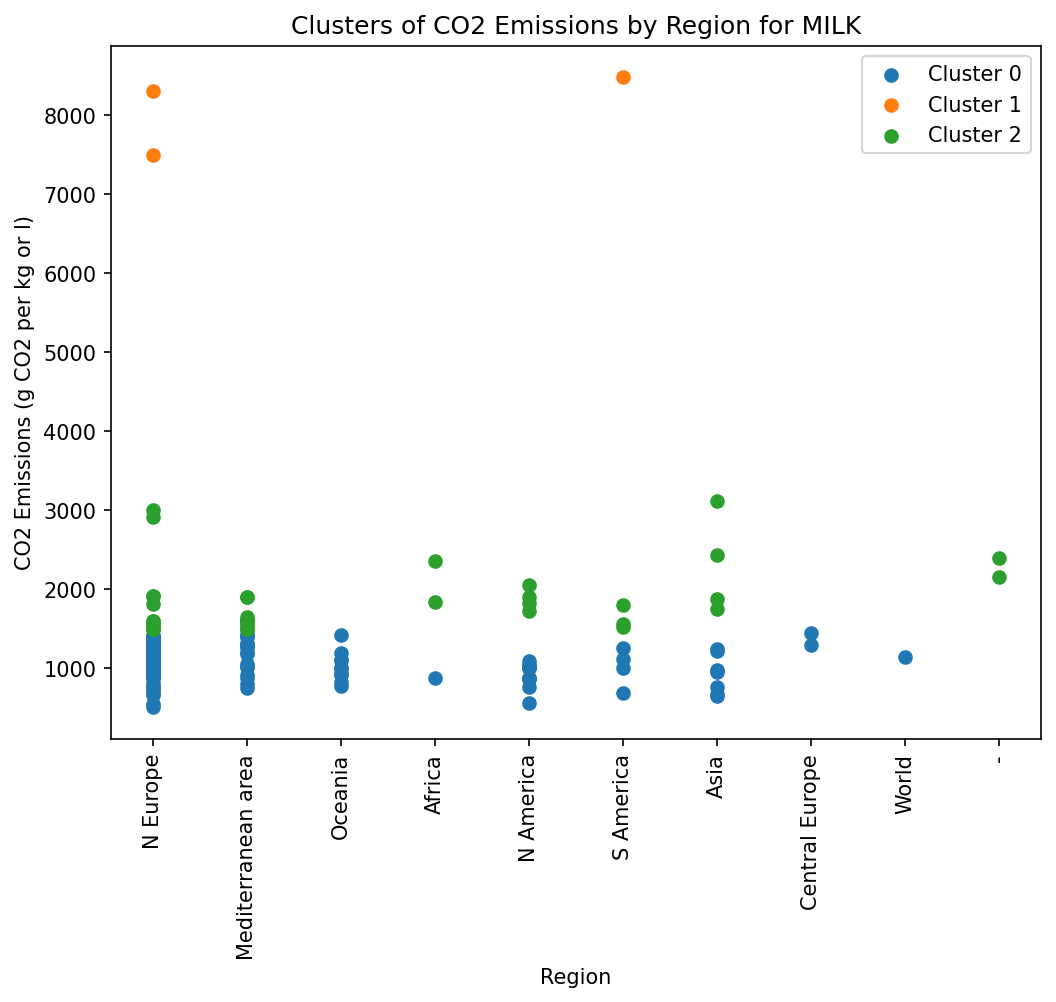 Clusters of CO2 Emissions by Region for MILK
Cluster 0
Cluster 1
Cluster 2
CO2 Emissions (g CO2 per kg or l)
8000
7000
6000
5000
4000
3000
2000
1000
N Europe
Mediterranean area
Oceania
Africa
N America
S America
Asia
Central Europe
World
-
Region